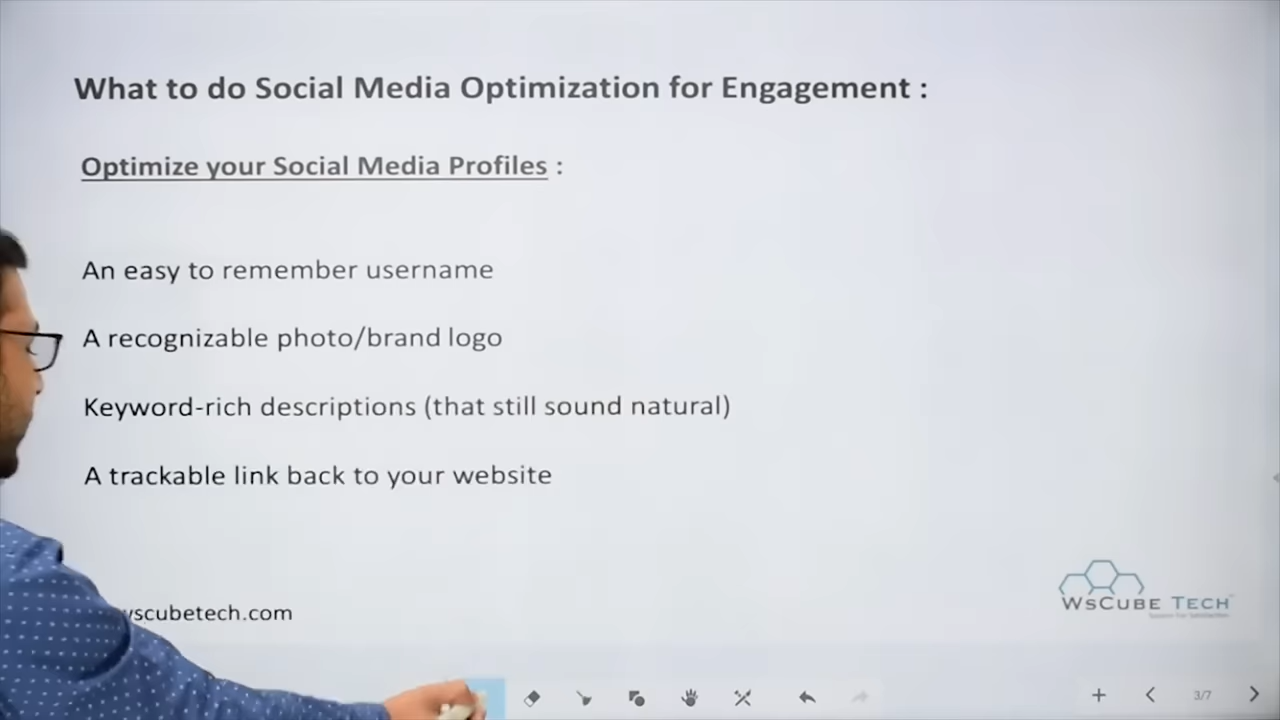 What to do Social Media Optimization for Engagement :
Optimize your Social Media Profiles :
An easy to remember username
A recognizable photo/brand logo
Keyword-rich descriptions (that still sound natural)
A trackable link back to your website
wscubetech.com
WSCUBE TECH
3/7